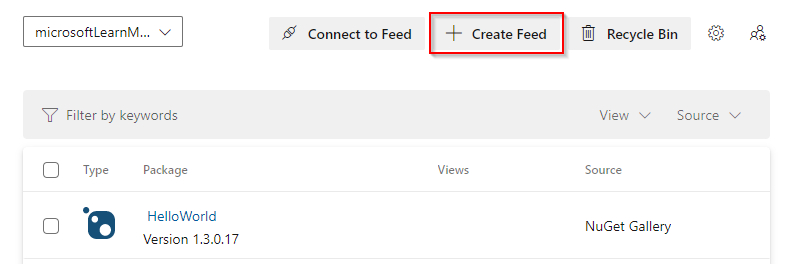 microsoftLearnM... Connect to Feed Create Feed Recycle Bin
Filter by keywords View Source
Type Package Views Source
HelloWorld
Version 1.3.0.17 NuGet Gallery